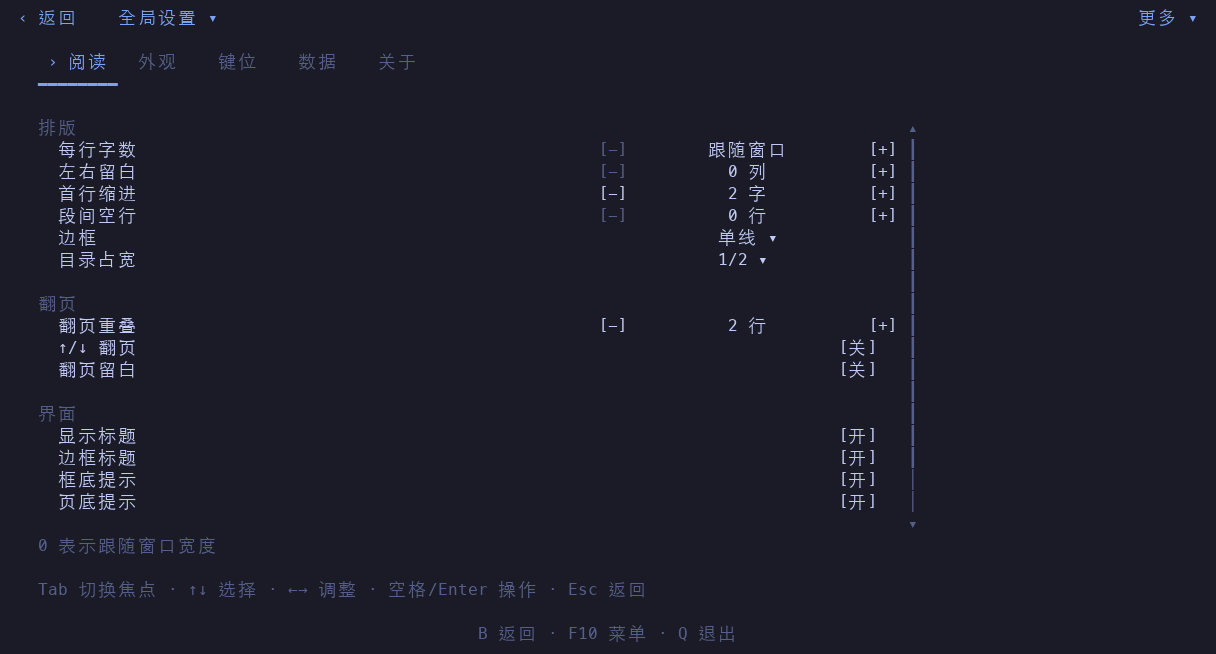 ‹ 返回 全局设置 ▾ 更多 ▾
› 阅读 外观 键位 数据 关于
排版
每行字数 [−] 跟随窗口 [+]
左右留白 [−] 0 列 [+]
首行缩进 [−] 2 字 [+]
段间空行 [−] 0 行 [+]
边框 单线 ▾
目录占宽 1/2 ▾
翻页
翻页重叠 [−] 2 行 [+]
↑/↓ 翻页 [关]
翻页留白 [关]
界面
显示标题 [开]
边框标题 [开]
框底提示 [开]
页底提示 [开]
0 表示跟随窗口宽度
Tab 切换焦点 · ↑↓ 选择 · ←→ 调整 · 空格/Enter 操作 · Esc 返回
B 返回 · F10 菜单 · Q 退出